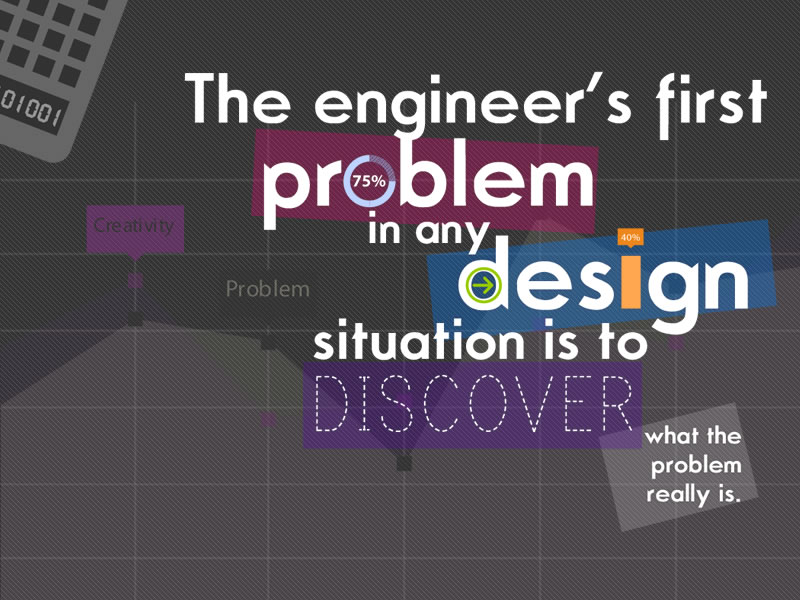 01001
The engineer's first
problem
75%
in any
40%
design
situation is to
DISCOVER
what the
problem
really is.
Creativity
Problem